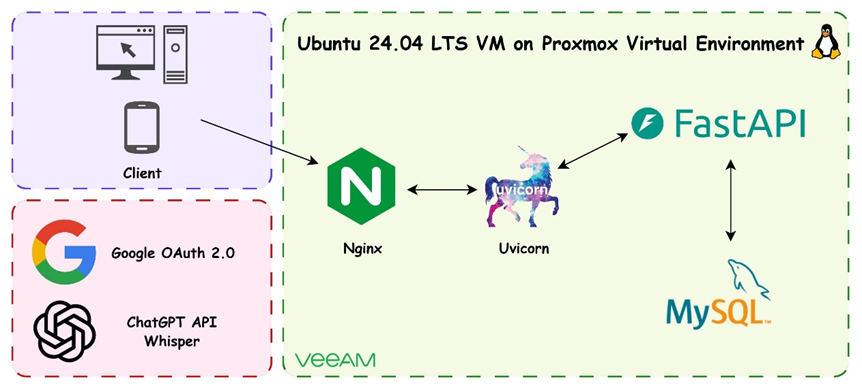 Ubuntu 24.04 LTS VM on Proxmox Virtual Environment
Client
FastAPI
N
uvicorn
Nginx
Uvicorn
Google OAuth 2.0
MySQL™
ChatGPT API
Whisper
veeam